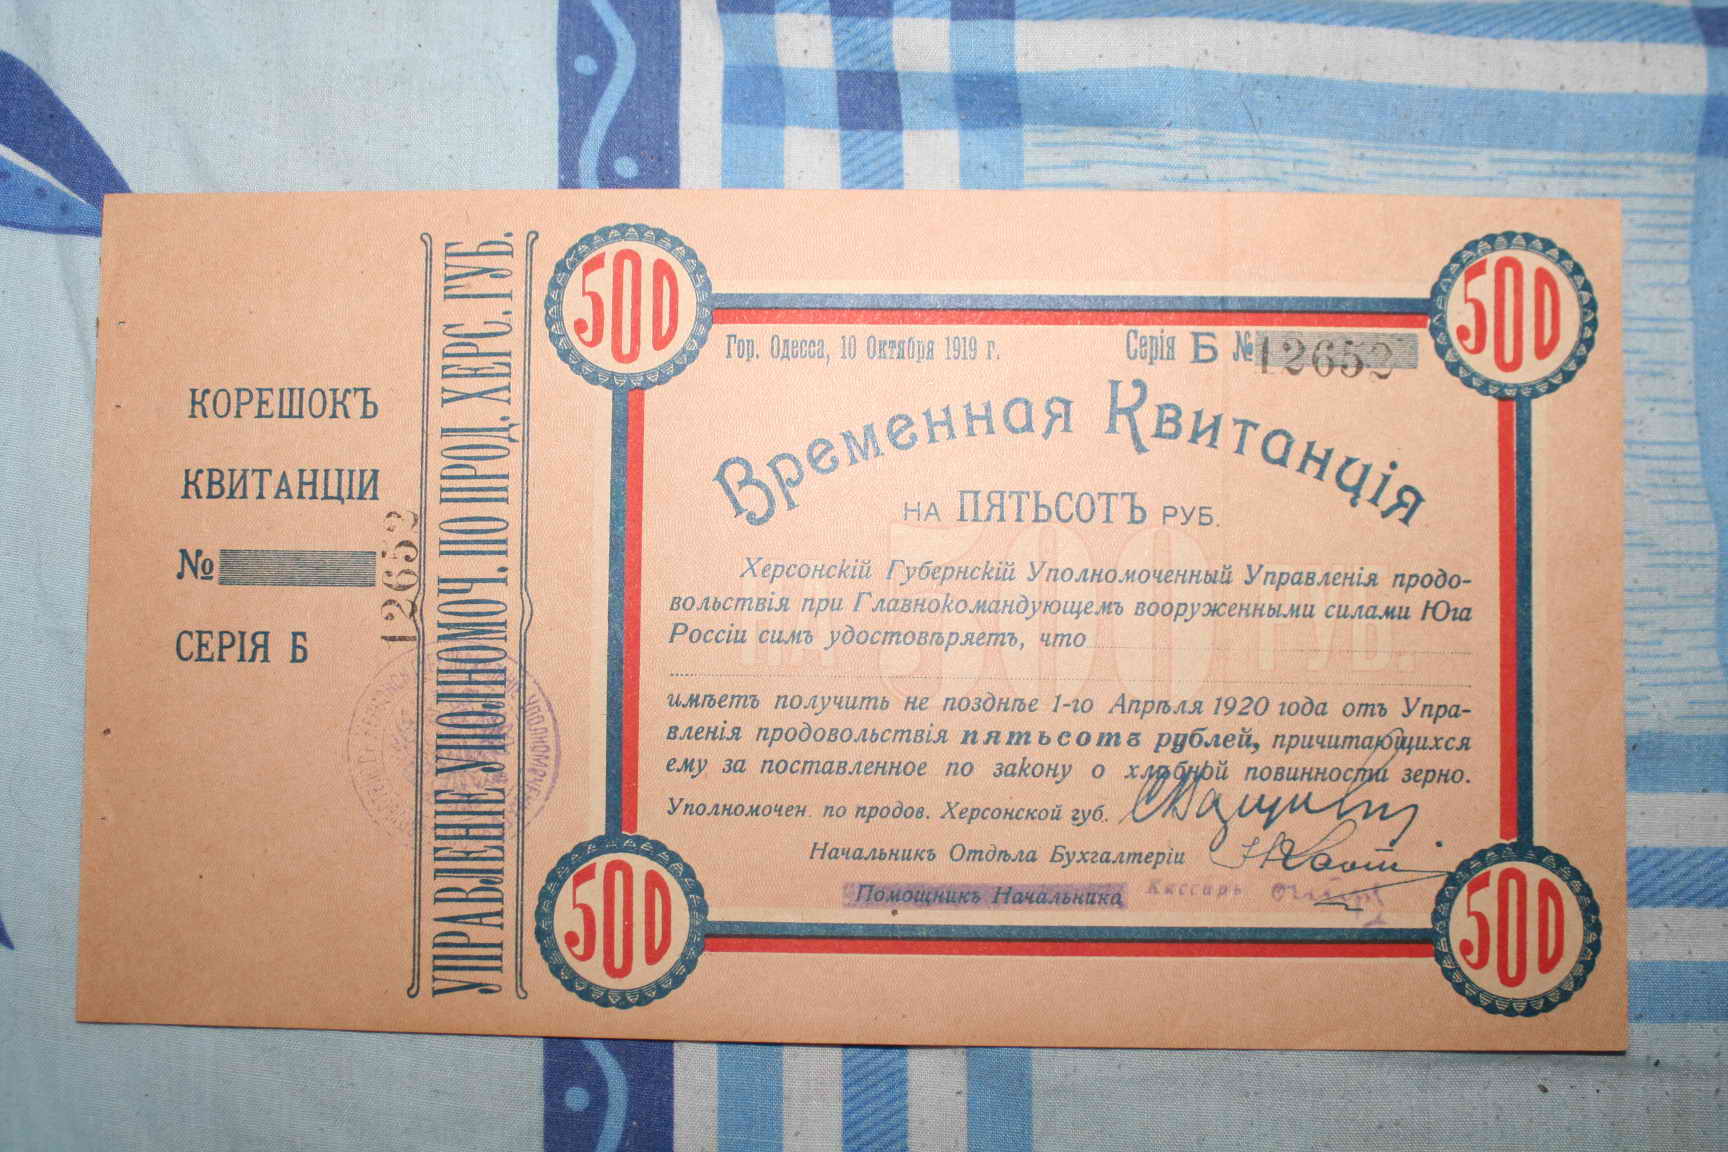 КОРЕШОКЪ
КВИТАНЦІИ
№
СЕРІЯ Б
12652
УПРАВЛЕНІЕ УПОЛНОМОЧ. ПО ПРОД. ХЕРС. ГУБ.
500
500
Гор. Одесса, 10 Октября 1919 г.
Серія Б № 12652
Временная Квитанція
НА ПЯТЬСОТЪ РУБ.
НА 500 РУБ.
Херсонскій Губернскій Уполномоченный Управленія продо-
вольствія при Главнокомандующемъ вооруженными силами Юга
Россіи симъ удостовѣряетъ, что
имѣетъ получить не позднѣе 1-го Апрѣля 1920 года отъ Упра-
вленія продовольствія пятьсотъ рублей, причитающихся
ему за поставленное по закону о хлѣбной повинности зерно.
Уполномочен. по продов. Херсонской губ.
Начальникъ Отдѣла Бухгалтеріи
Помощникъ Начальника Кассиръ
500
500